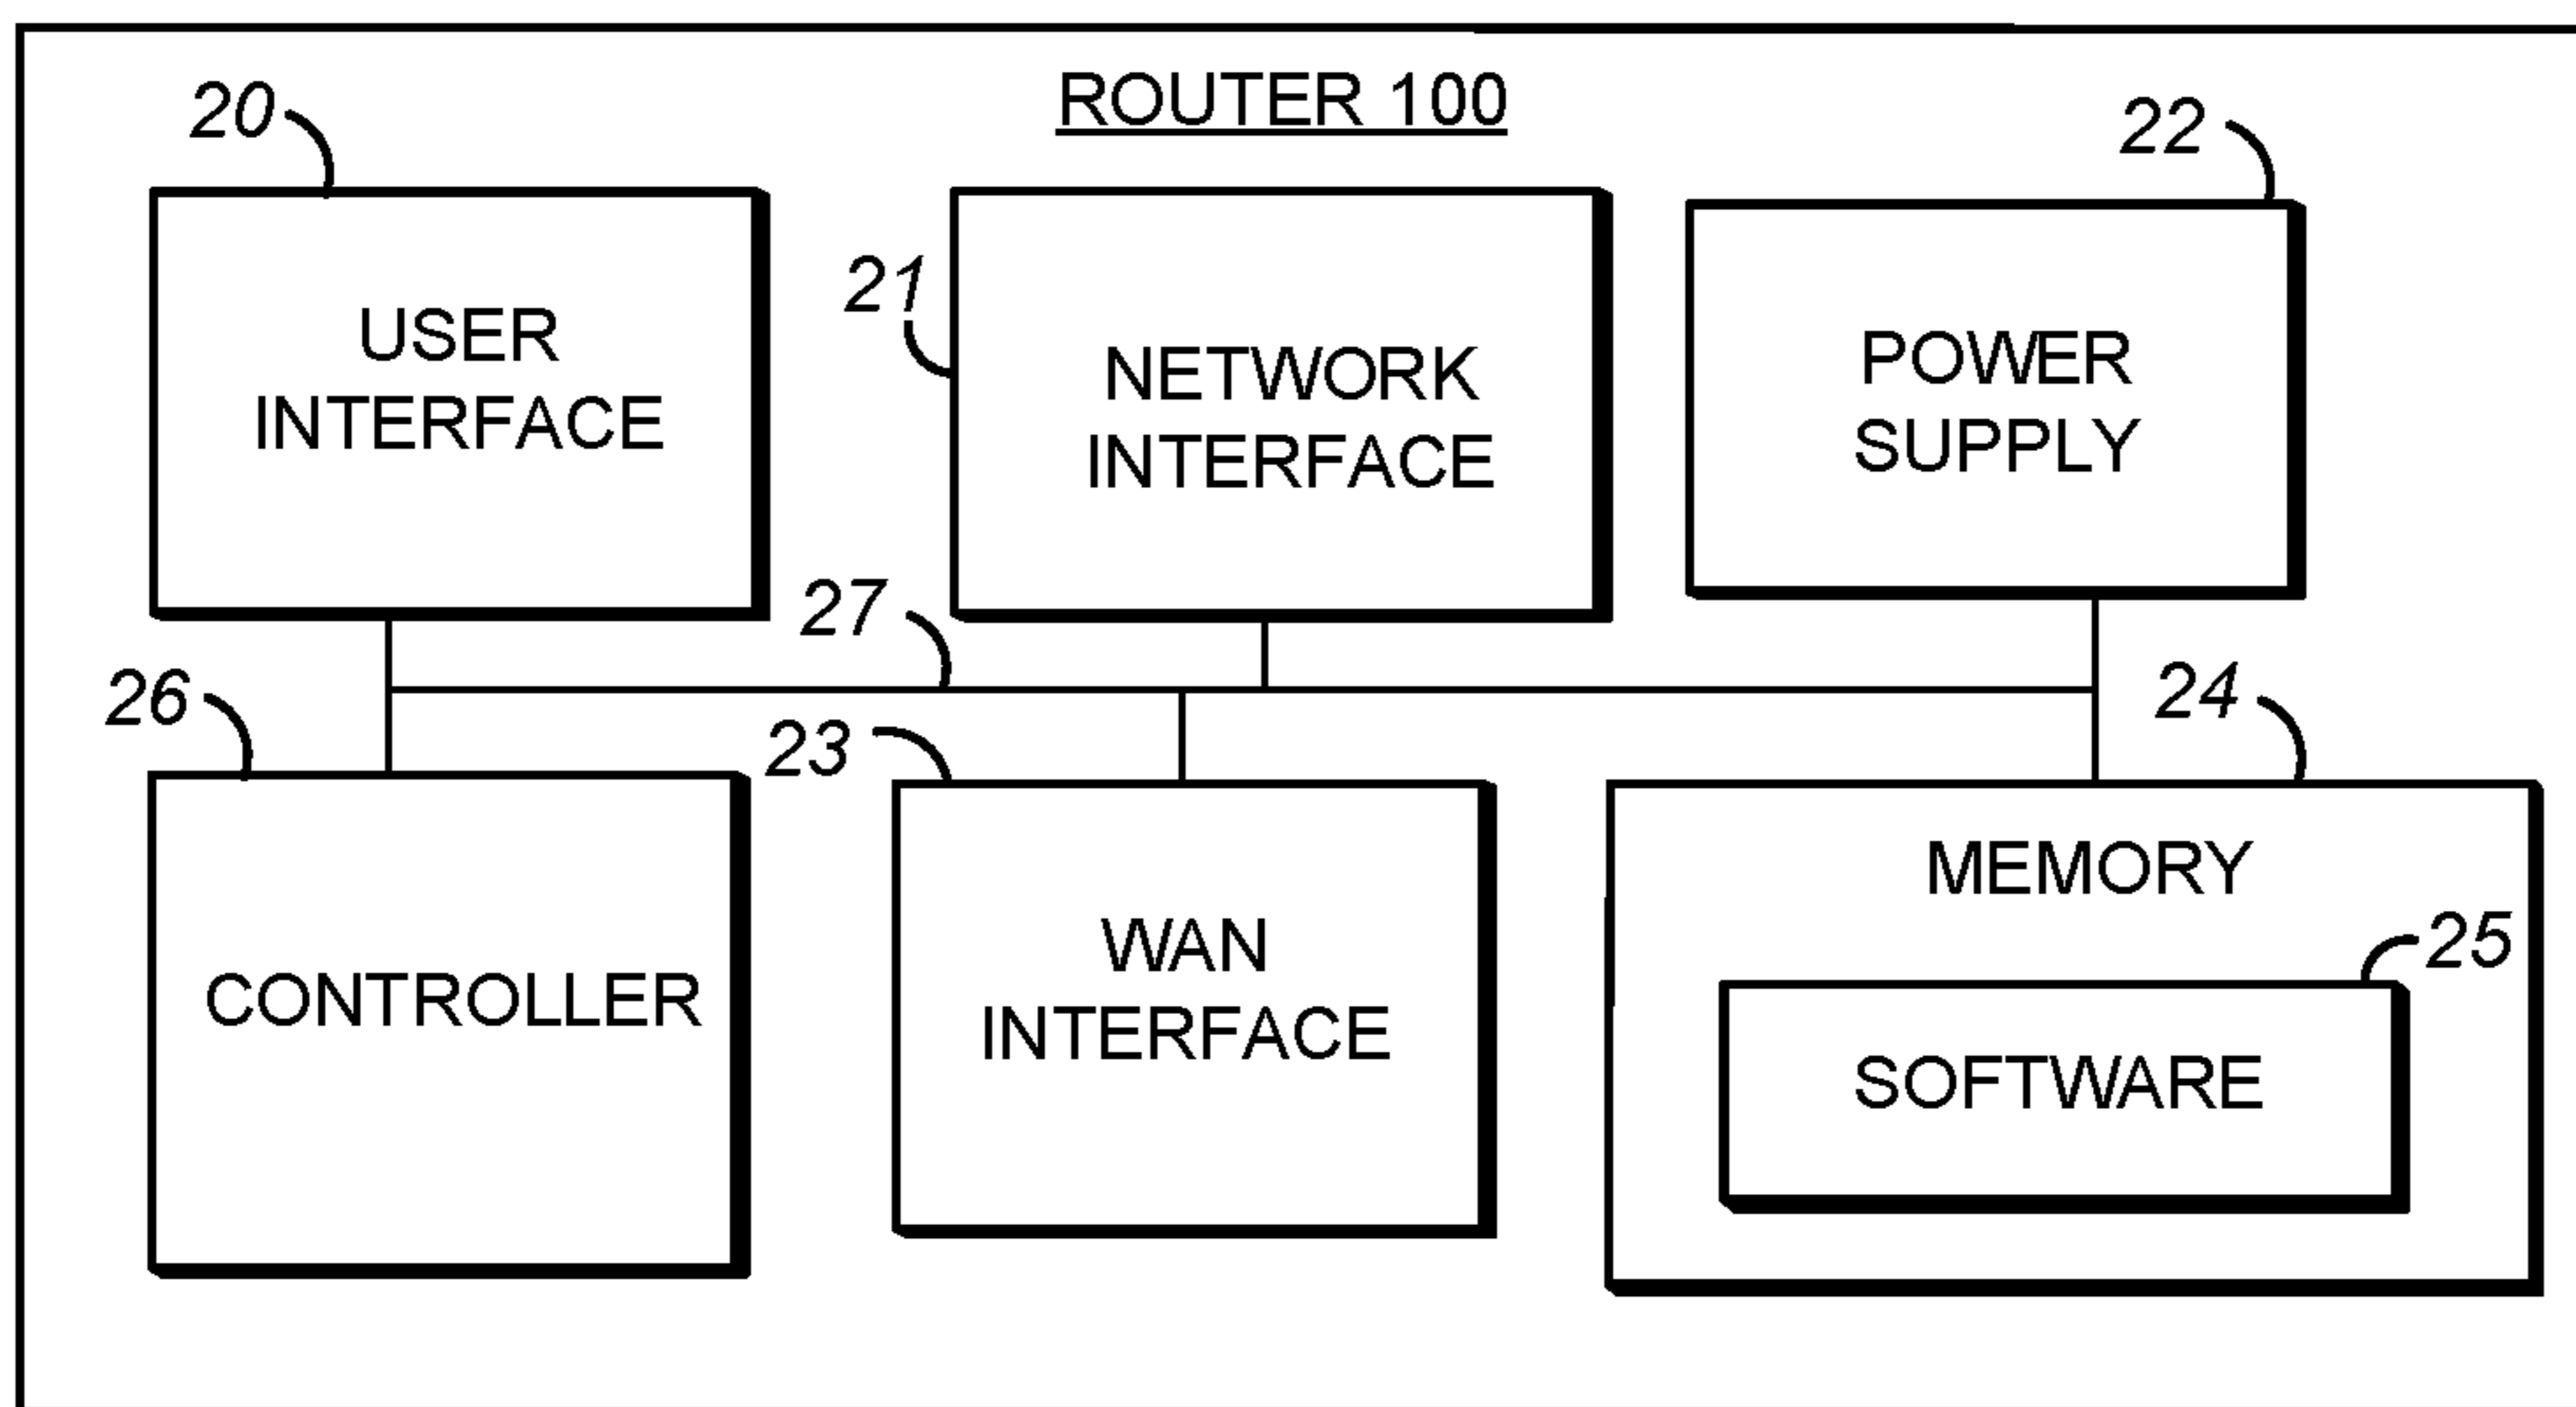 ROUTER 100
20
USER
INTERFACE
21
NETWORK
INTERFACE
22
POWER
SUPPLY
27
26
CONTROLLER
23
WAN
INTERFACE
24
MEMORY
25
SOFTWARE